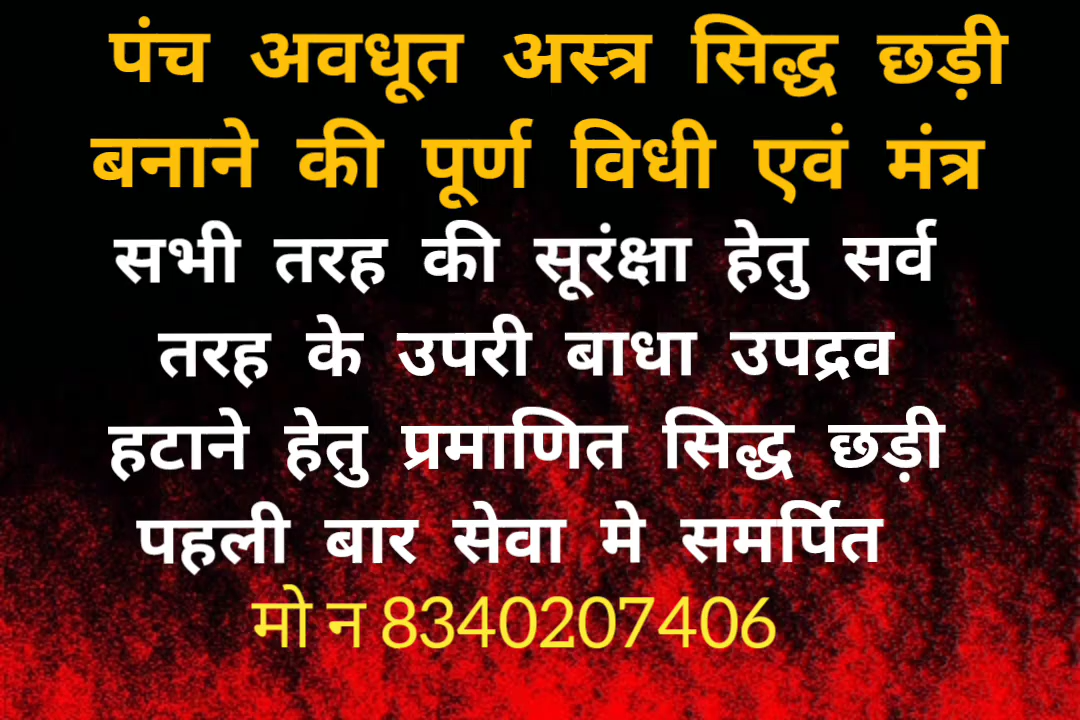 पंच अवधूत अस्त्र सिद्ध छड़ी
बनाने की पूर्ण विधी एवं मंत्र
सभी तरह की सूरंक्षा हेतु सर्व
तरह के उपरी बाधा उपद्रव
हटाने हेतु प्रमाणित सिद्ध छड़ी
पहली बार सेवा मे समर्पित
मो न 8340207406